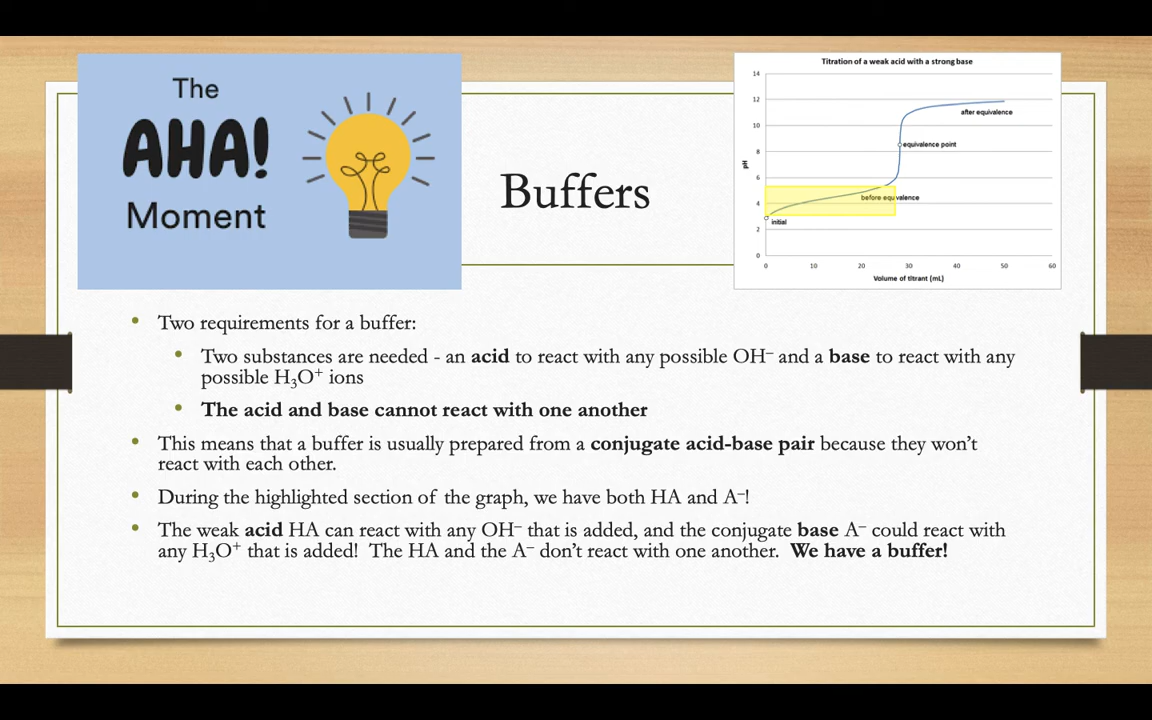 The
AHA!
Moment
Buffers
Titration of a weak acid with a strong base
14
12
10
8
6
4
2
0
pH
after equivalence
equivalence point
before equivalence
initial
0 10 20 30 40 50 60
Volume of titrant (mL)
• Two requirements for a buffer:
• Two substances are needed - an acid to react with any possible OH⁻ and a base to react with any
possible H₃O⁺ ions
• The acid and base cannot react with one another
• This means that a buffer is usually prepared from a conjugate acid-base pair because they won't
react with each other.
• During the highlighted section of the graph, we have both HA and A⁻!
• The weak acid HA can react with any OH⁻ that is added, and the conjugate base A⁻ could react with
any H₃O⁺ that is added! The HA and the A⁻ don't react with one another. We have a buffer!